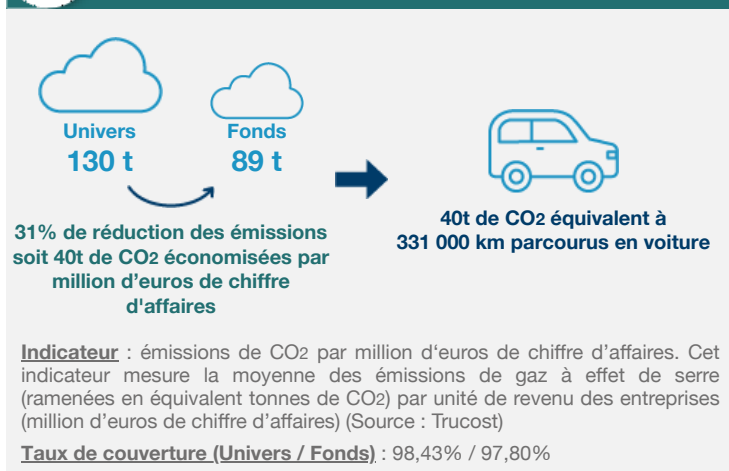 Univers
Fonds
130 t
89 t
31% de réduction des émissions
soit 40t de CO2 économisées par
million d’euros de chiffre
d'affaires
40t de CO2 équivalent à
331 000 km parcourus en voiture
Indicateur : émissions de CO2 par million d‘euros de chiffre d’affaires. Cet
indicateur mesure la moyenne des émissions de gaz à effet de serre
(ramenées en équivalent tonnes de CO2) par unité de revenu des entreprises
(million d’euros de chiffre d’affaires) (Source : Trucost)
Taux de couverture (Univers / Fonds) : 98,43% / 97,80%